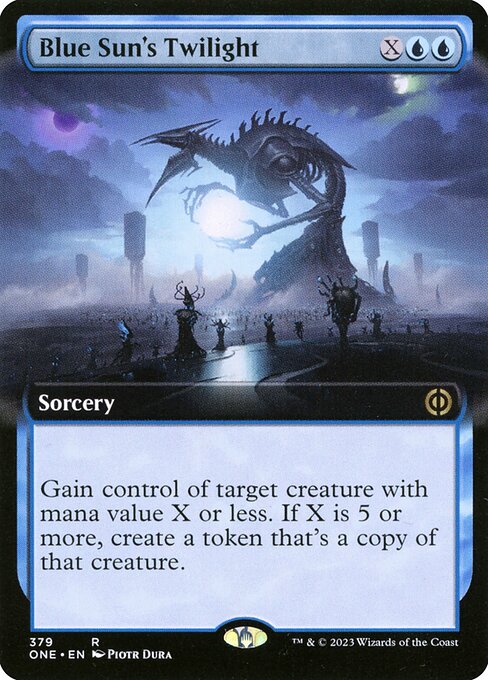 Blue Sun's Twilight X
Sorcery
Gain control of target creature with
mana value X or less. If X is 5 or
more, create a token that's a copy of
that creature.
379 R
ONE • EN Piotr Dura ™ & © 2023 Wizards of the Coast